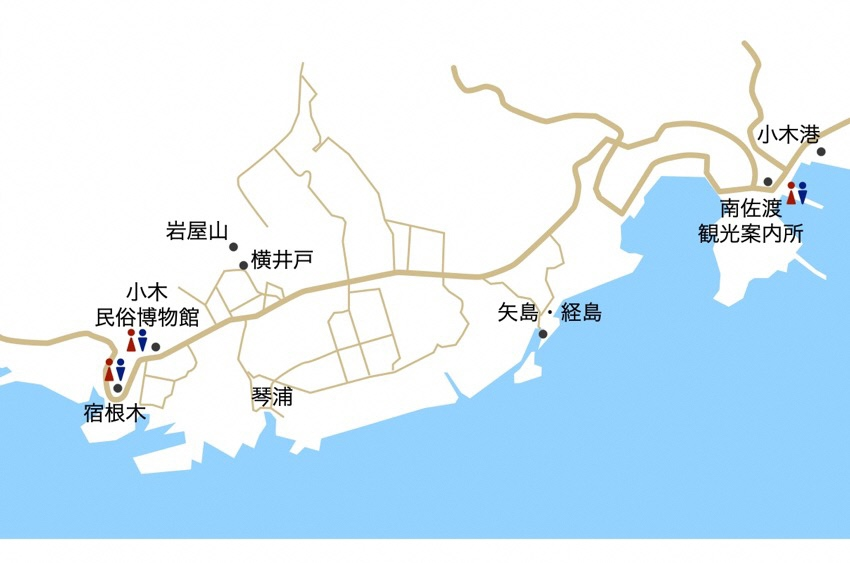 小木港
南佐渡
観光案内所
岩屋山
横井戸
小木
民俗博物館
矢島・経島
琴浦
宿根木